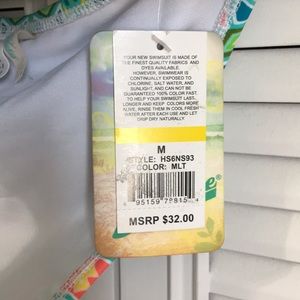 YOUR NEW SWIMSUIT IS MADE OF
THE FINEST QUALITY FABRICS AND
DYES AVAILABLE.
HOWEVER, SWIMWEAR IS
CONTINUALLY EXPOSED TO
CHLORINE, SALT WATER, AND
SUNLIGHT, AND CAN NOT BE
GUARANTEED 100% COLOR FAST.
TO HELP YOUR SWIMSUIT LAST
LONGER AND KEEP COLORS MORE
ALIVE, RINSE THEM IN COOL FRESH
WATER AFTER EACH USE AND LET
DRIP DRY NATURALLY
M
STYLE: HS6NS93
COLOR: MLT
MSRP $32.00